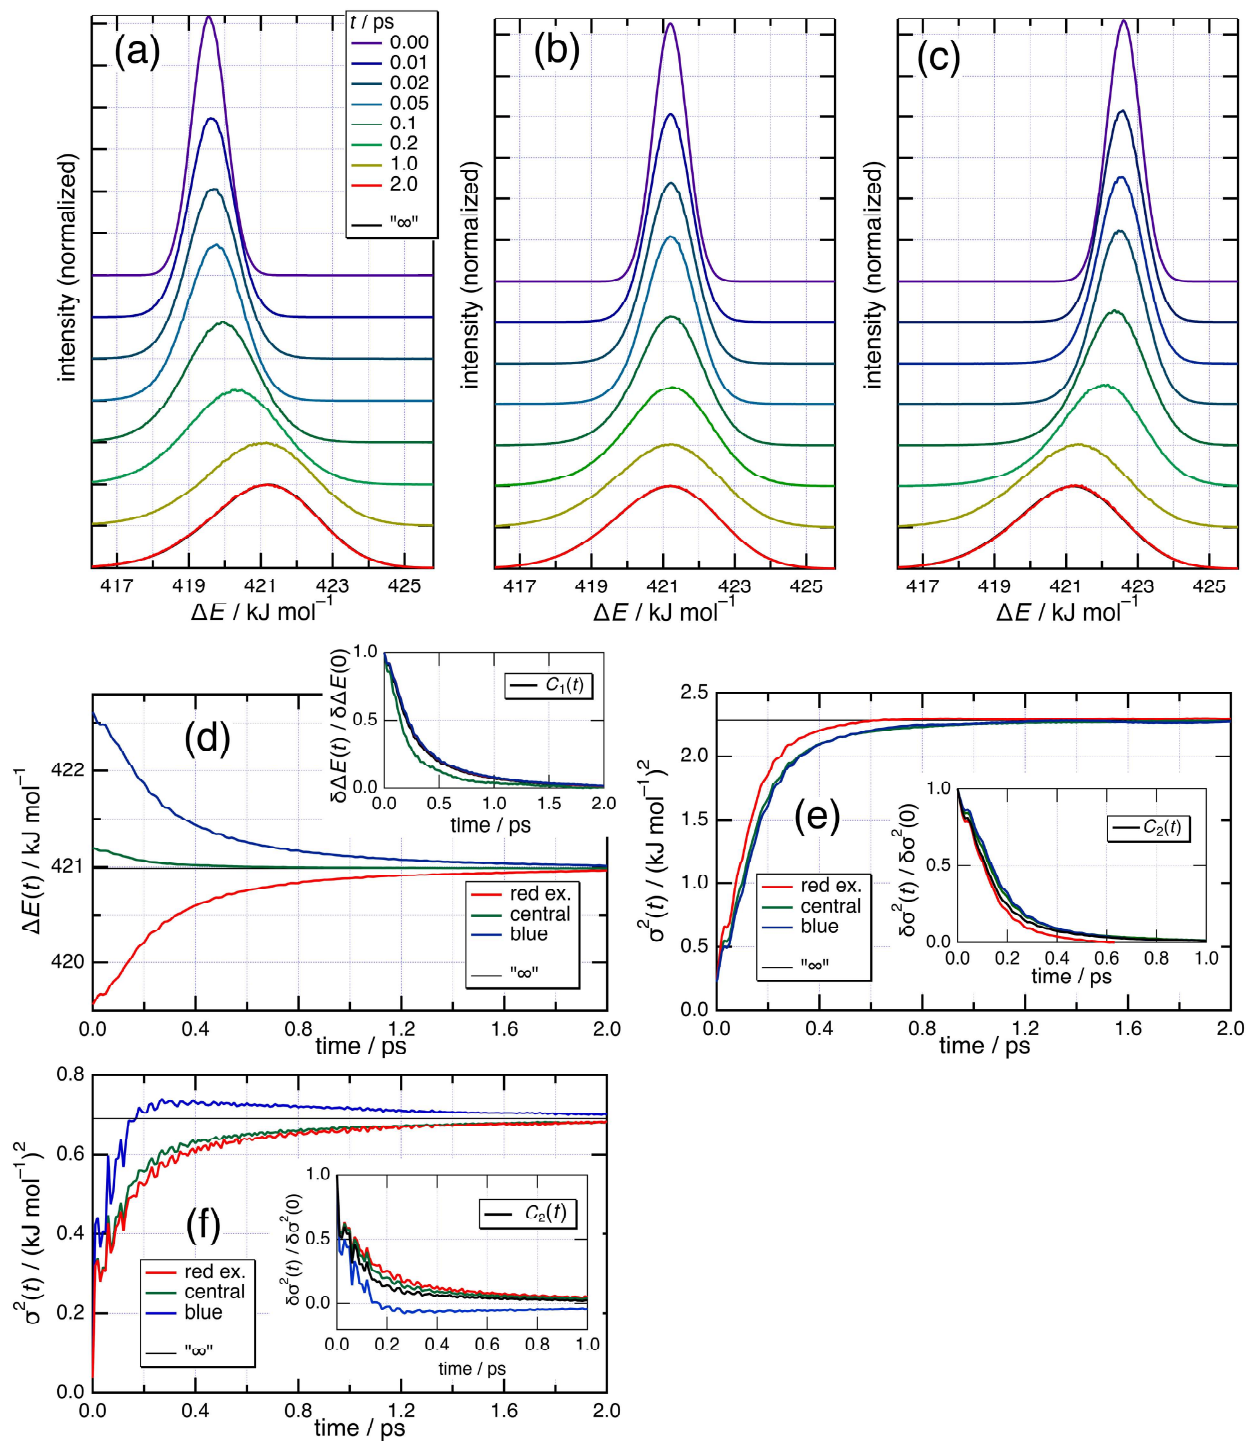 (a)
t / ps
0.00
0.01
0.02
0.05
0.1
0.2
1.0
2.0
"∞"
intensity (normalized)
417 419 421 423 425
ΔE / kJ mol⁻¹
(b)
intensity (normalized)
417 419 421 423 425
ΔE / kJ mol⁻¹
(c)
intensity (normalized)
417 419 421 423 425
ΔE / kJ mol⁻¹
(d)
ΔE(t) / kJ mol⁻¹
422
421
420
0.0 0.4 0.8 1.2 1.6 2.0
time / ps
red ex.
central
blue
"∞"
δΔE(t) / δΔE(0)
1.0
0.5
0.0
0.0 0.5 1.0 1.5 2.0
time / ps
C₁(t)
(e)
σ²(t) / (kJ mol⁻¹)²
2.5
2.0
1.5
1.0
0.5
0.0
0.0 0.4 0.8 1.2 1.6 2.0
time / ps
red ex.
central
blue
"∞"
δσ²(t) / δσ²(0)
1.0
0.5
0.0
0.0 0.2 0.4 0.6 0.8 1.0
time / ps
C₂(t)
(f)
σ²(t) / (kJ mol⁻¹)²
0.8
0.6
0.4
0.2
0.0
0.0 0.4 0.8 1.2 1.6 2.0
time / ps
red ex.
central
blue
"∞"
δσ²(t) / δσ²(0)
1.0
0.5
0.0
0.0 0.2 0.4 0.6 0.8 1.0
time / ps
C₂(t)